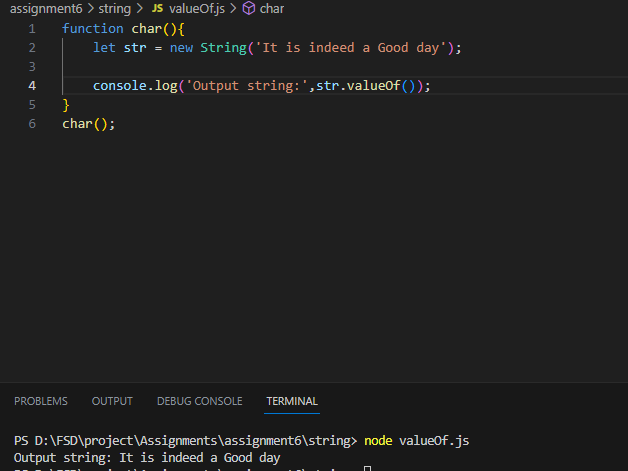 assignment6 > string > JS valueOf.js > char
1 function char(){
2 let str = new String('It is indeed a Good day');
3
4 console.log('Output string:',str.valueOf());
5 }
6 char();
PROBLEMS OUTPUT DEBUG CONSOLE TERMINAL
PS D:\FSD\project\Assignments\assignment6\string> node valueOf.js
Output string: It is indeed a Good day